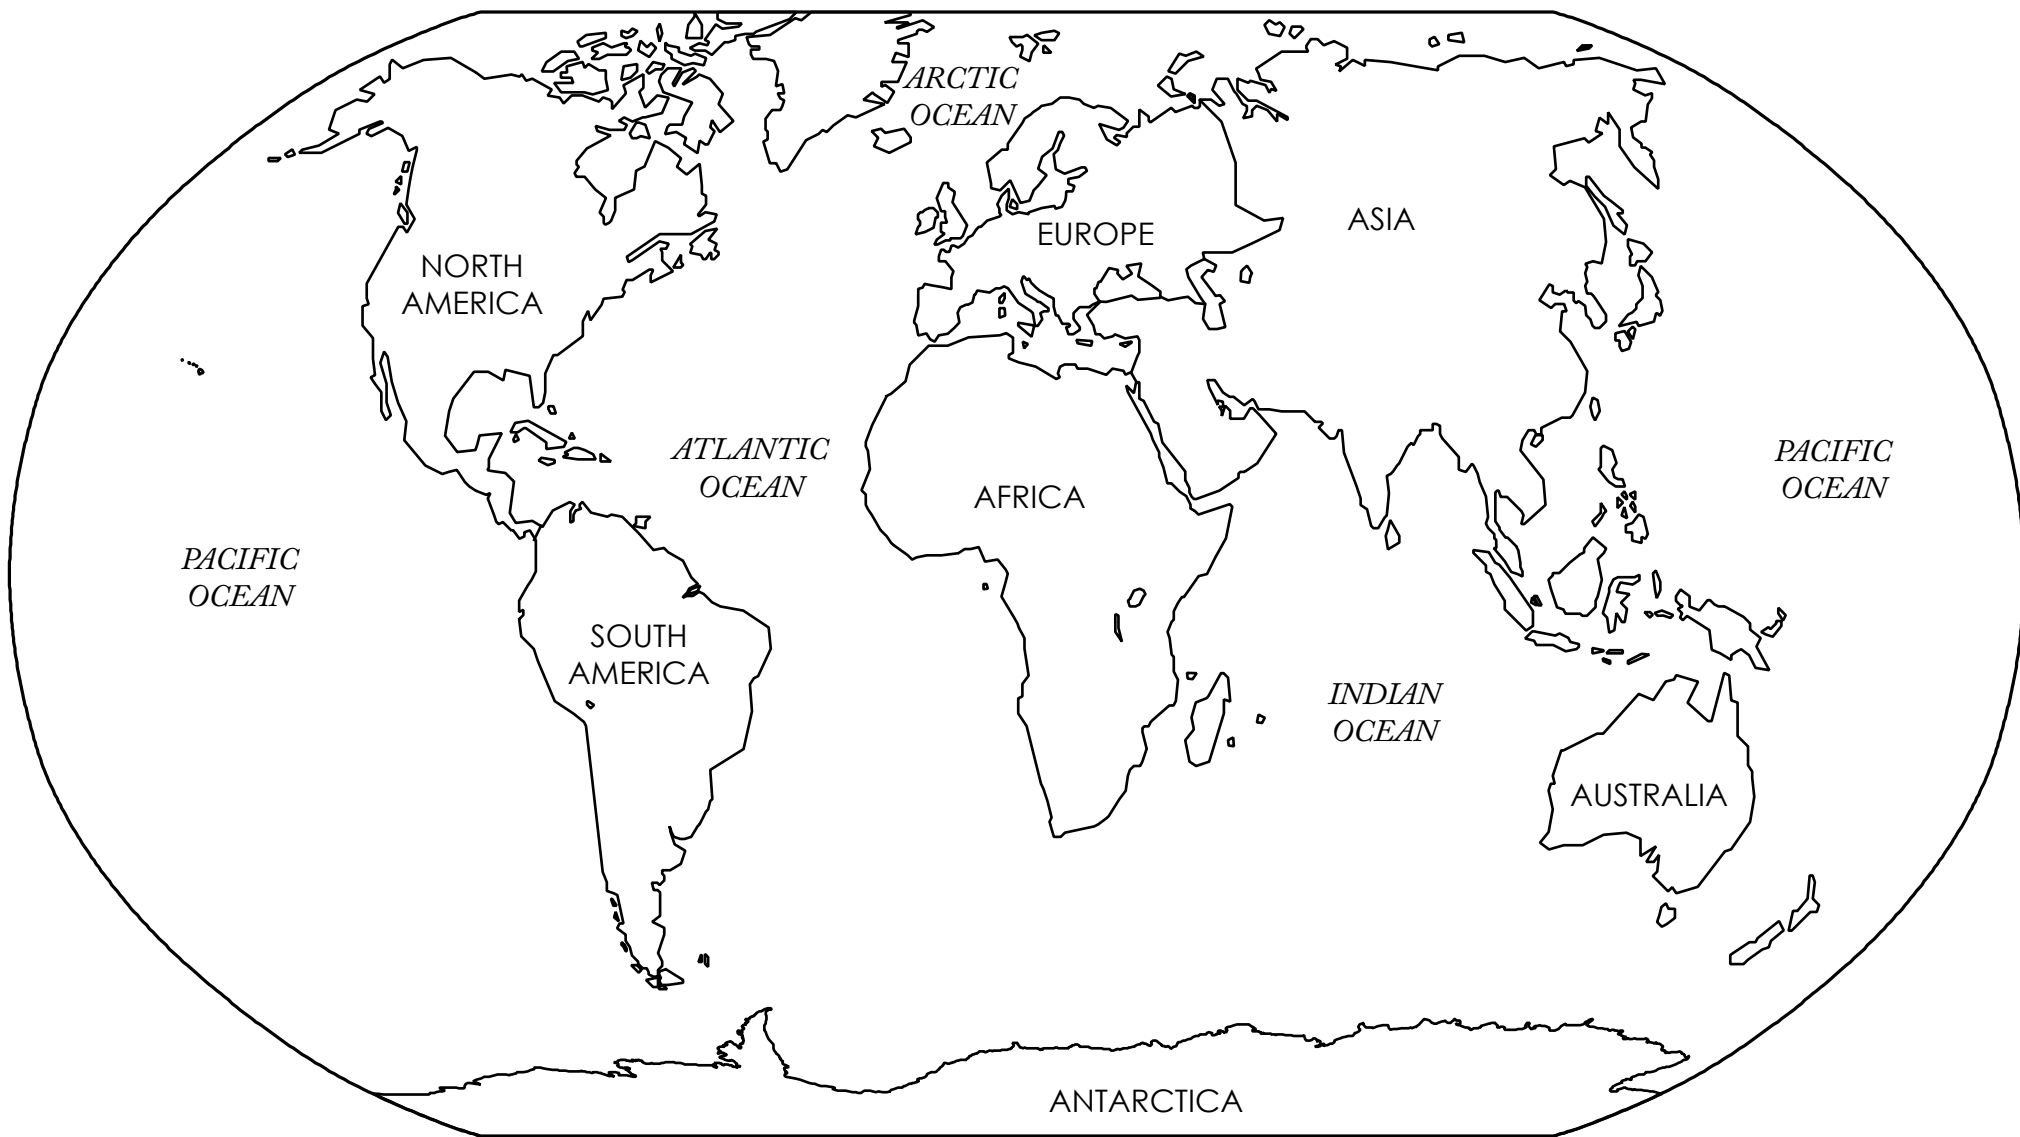 ARCTIC
OCEAN
EUROPE
ASIA
NORTH
AMERICA
ATLANTIC
OCEAN
AFRICA
PACIFIC
OCEAN
PACIFIC
OCEAN
SOUTH
AMERICA
INDIAN
OCEAN
AUSTRALIA
ANTARCTICA